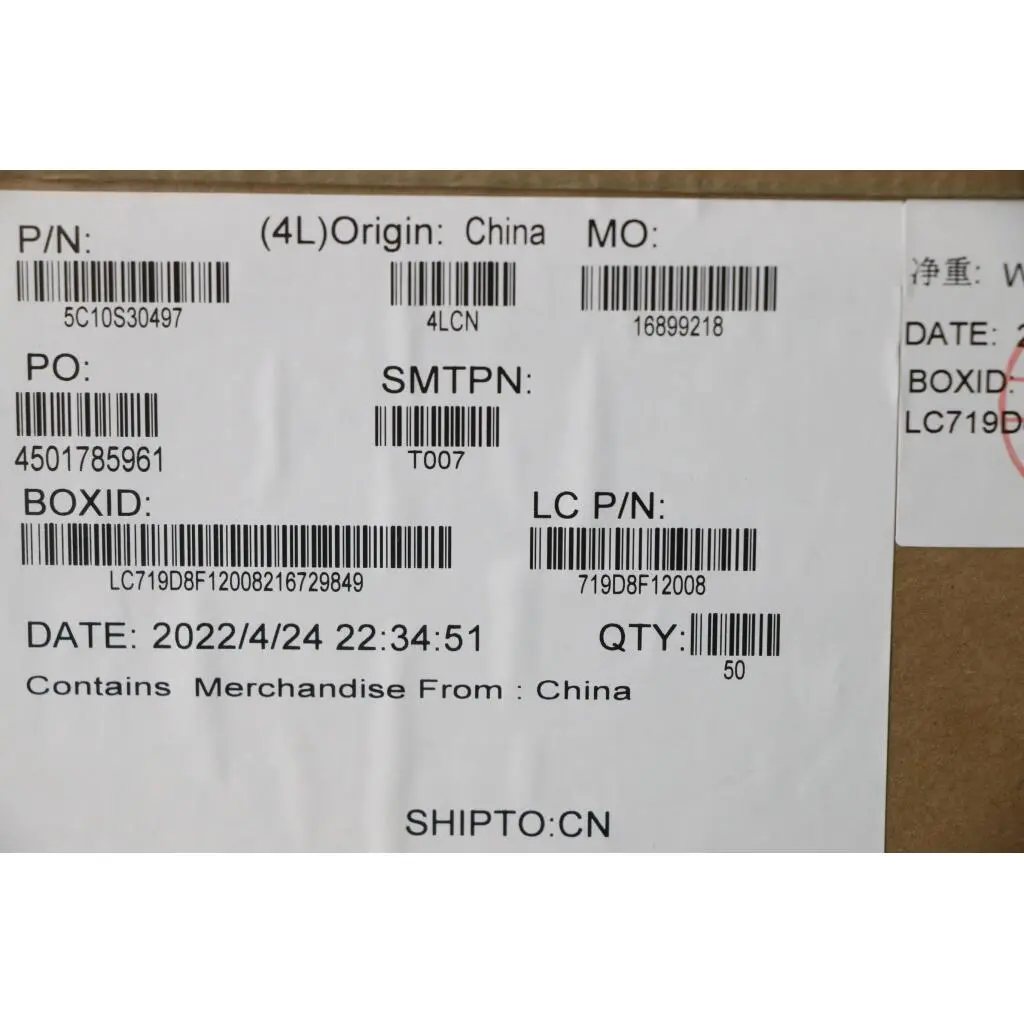 P/N: (4L)Origin: China MO:
5C10S30497 4LCN 16899218
PO: SMTPN:
4501785961 T007
BOXID: LC P/N:
LC719D8F12008216729849 719D8F12008
DATE: 2022/4/24 22:34:51 QTY:
50
Contains Merchandise From : China
SHIPTO:CN
净重: W
DATE: 2
BOXID:
LC719D